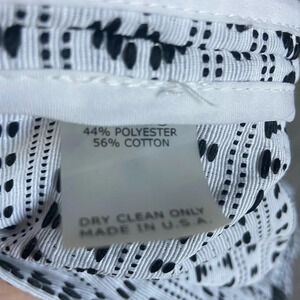 44% POLYESTER
56% COTTON
DRY CLEAN ONLY
MADE IN U.S.A.